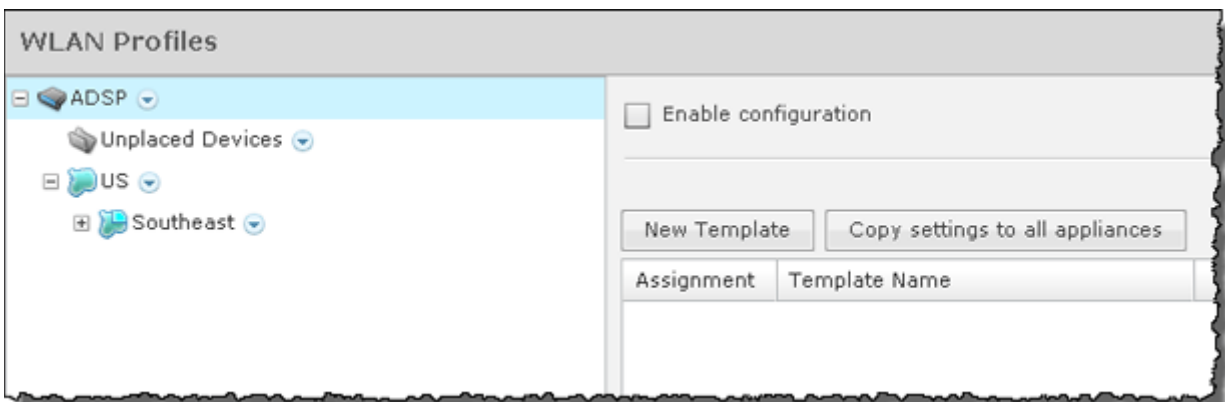 WLAN Profiles
ADSP
Unplaced Devices
US
Southeast
Enable configuration
New Template
Copy settings to all appliances
Assignment
Template Name